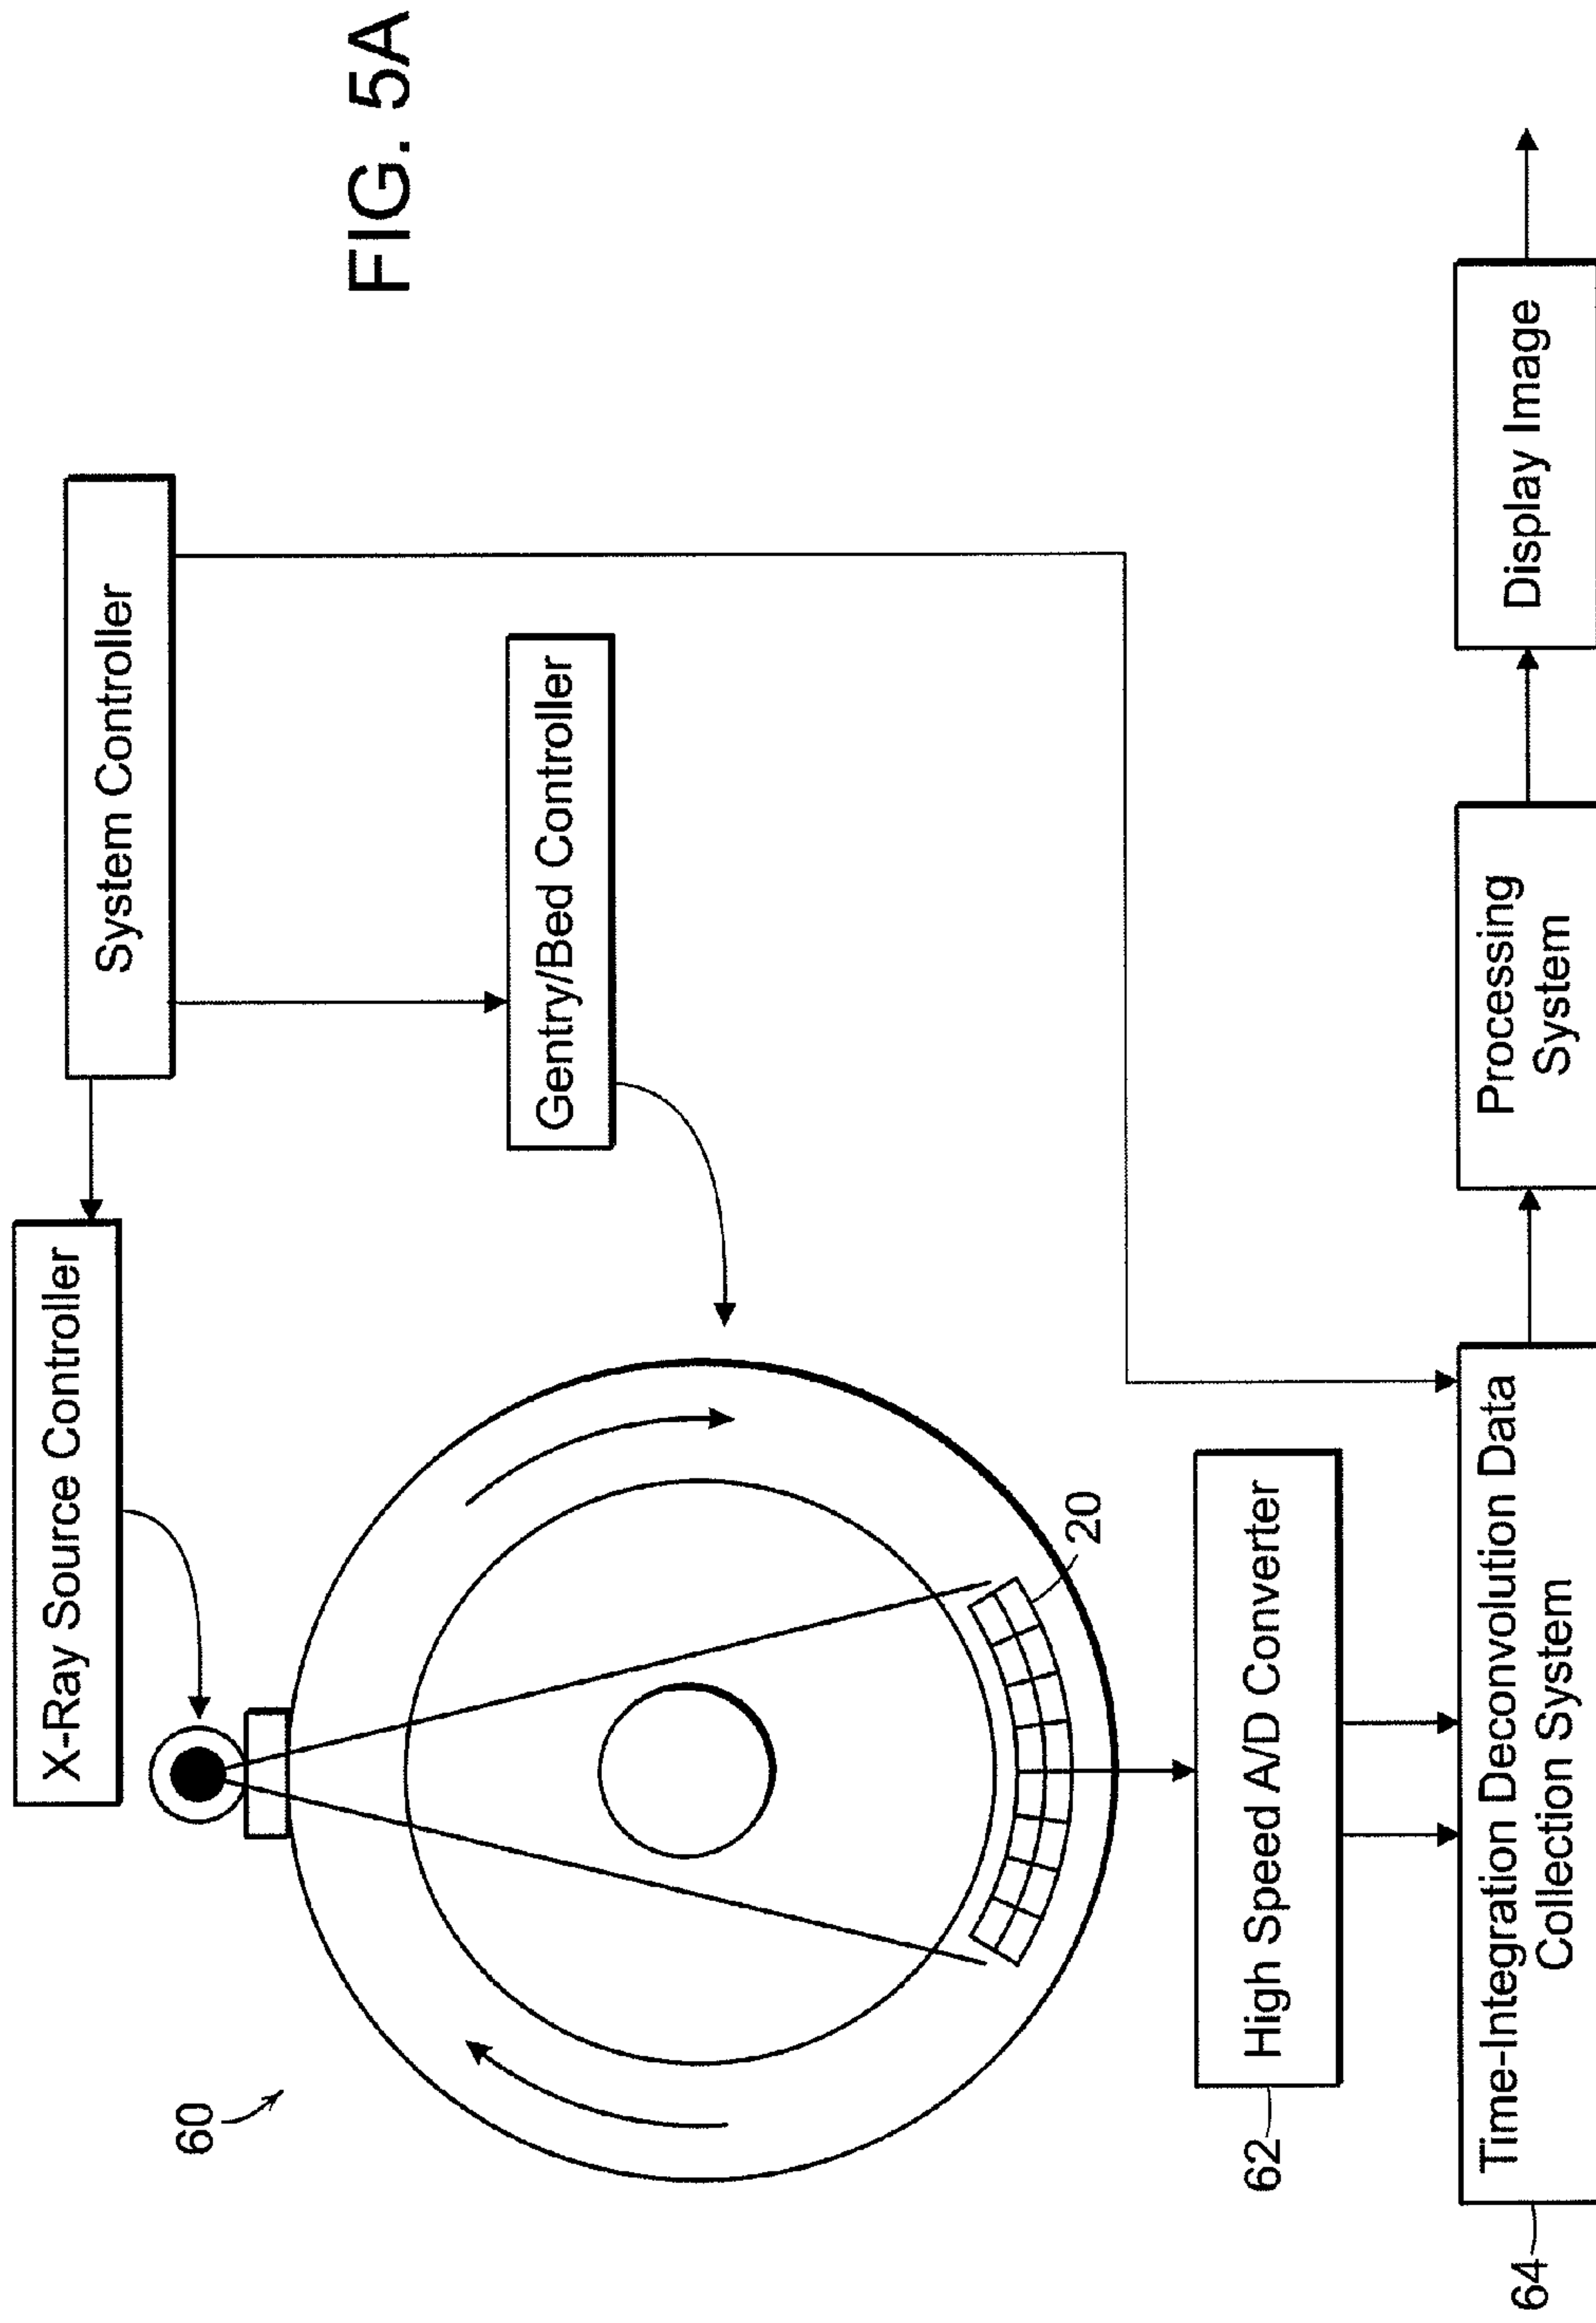 FIG. 5A
X-Ray Source Controller
System Controller
Gentry/Bed Controller
60
20
62
High Speed A/D Converter
64
Time-Integration Deconvolution Data
Collection System
Processing
System
Display Image